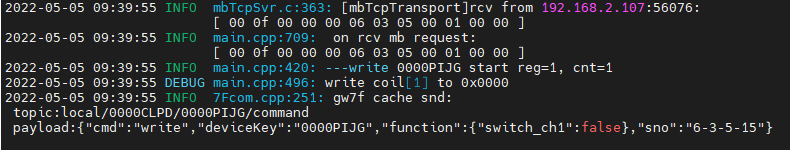 2022-05-05 09:39:55 INFO  mbTcpSvr.c:363: [mbTcpTransport]rcv from 192.168.2.107:56076:
[ 00 0f 00 00 00 06 03 05 00 01 00 00 ]
2022-05-05 09:39:55 INFO  main.cpp:709:  on rcv mb request:
[ 00 0f 00 00 00 06 03 05 00 01 00 00 ]
2022-05-05 09:39:55 INFO  main.cpp:420: ---write 0000PIJG start reg=1, cnt=1
2022-05-05 09:39:55 DEBUG main.cpp:496: write coil[1] to 0x0000
2022-05-05 09:39:55 INFO  7Fcom.cpp:251: gw7f cache snd:
topic:local/0000CLPD/0000PIJG/command
payload:{"cmd":"write","deviceKey":"0000PIJG","function":{"switch_ch1":false},"sno":"6-3-5-15"}